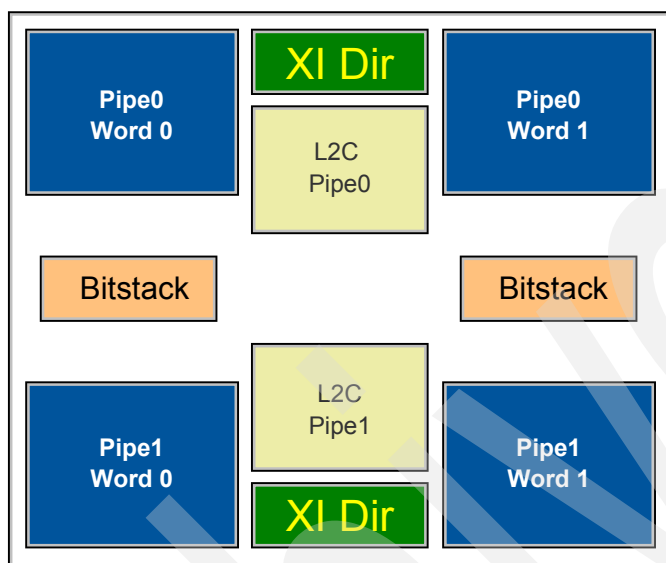 Pipe0
Word 0
XI Dir
L2C
Pipe0
Pipe0
Word 1
Bitstack
Bitstack
Pipe1
Word 0
L2C
Pipe1
XI Dir
Pipe1
Word 1